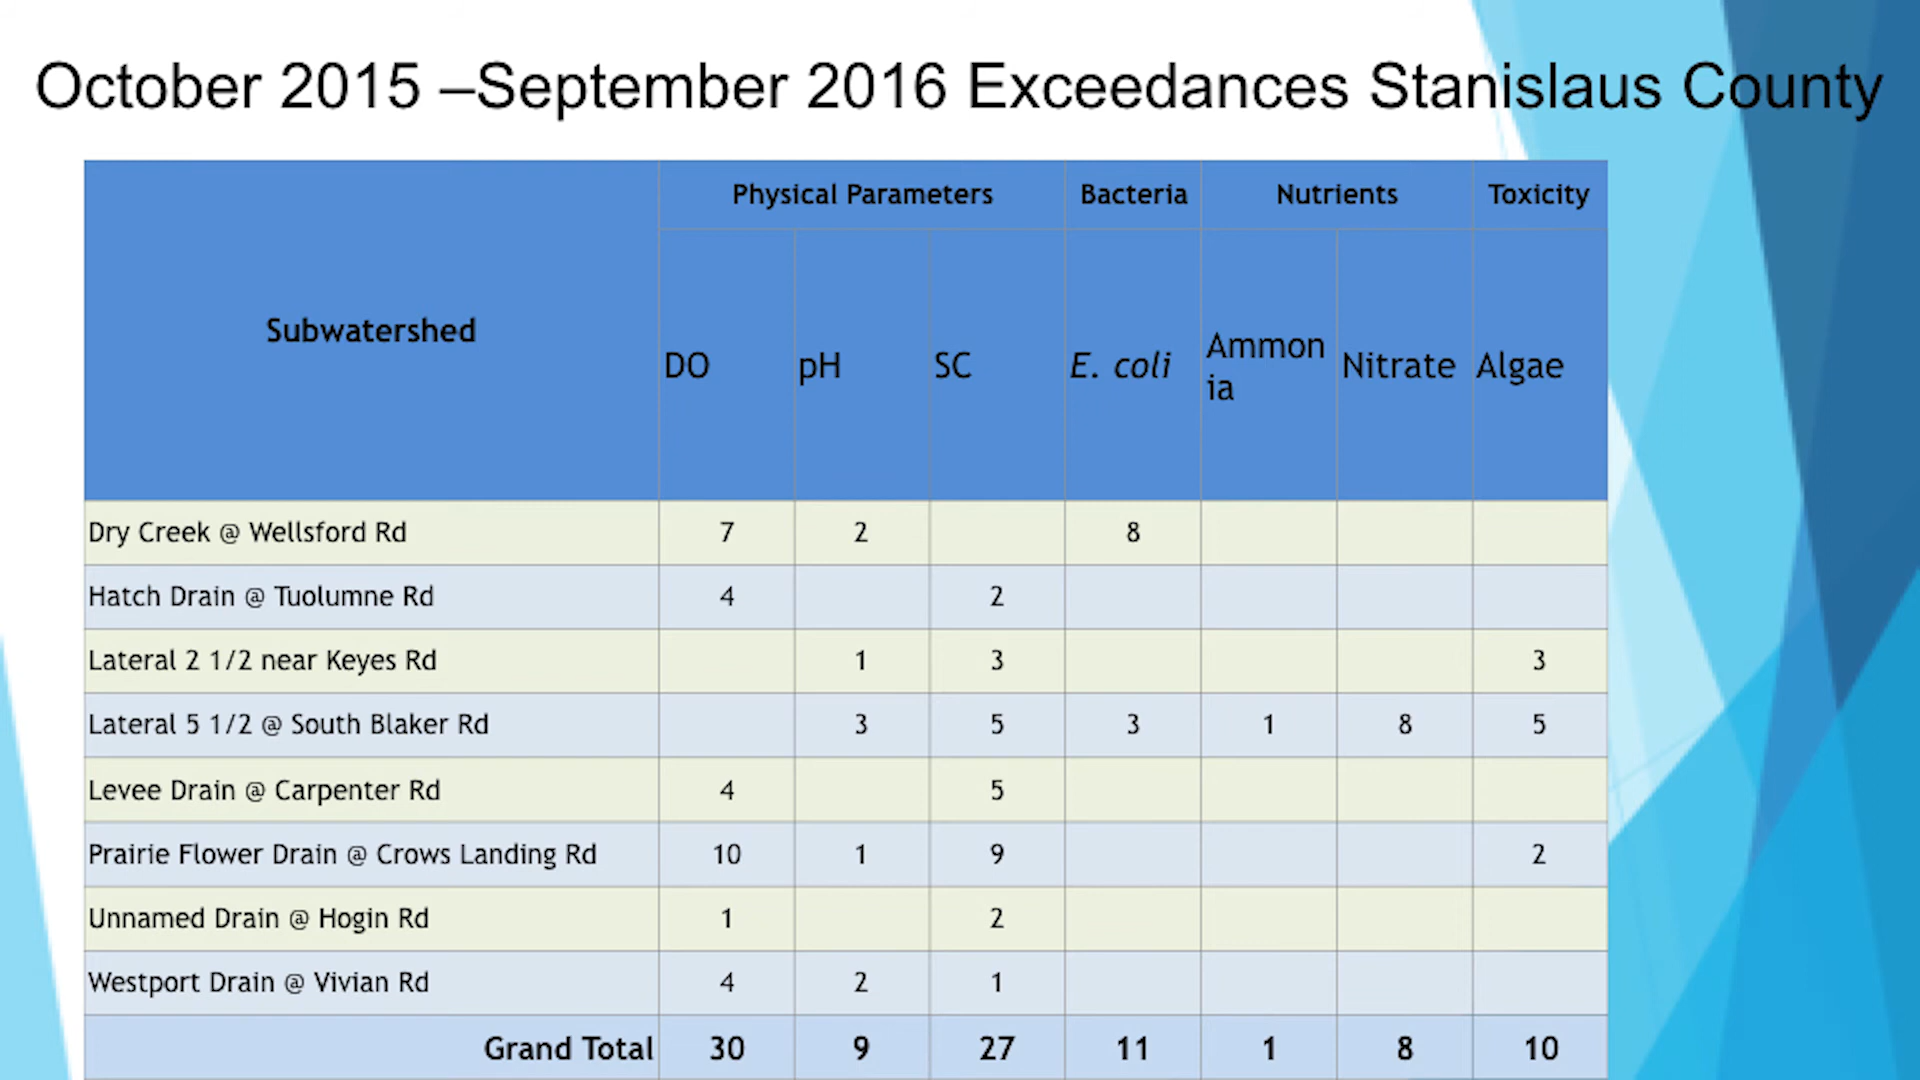 October 2015 –September 2016 Exceedances Stanislaus County
Physical Parameters Bacteria Nutrients Toxicity
Subwatershed
DO pH SC E. coli Ammon
ia Nitrate Algae
Dry Creek @ Wellsford Rd 7 2 8
Hatch Drain @ Tuolumne Rd 4 2
Lateral 2 1/2 near Keyes Rd 1 3 3
Lateral 5 1/2 @ South Blaker Rd 3 5 3 1 8 5
Levee Drain @ Carpenter Rd 4 5
Prairie Flower Drain @ Crows Landing Rd 10 1 9 2
Unnamed Drain @ Hogin Rd 1 2
Westport Drain @ Vivian Rd 4 2 1
Grand Total 30 9 27 11 1 8 10